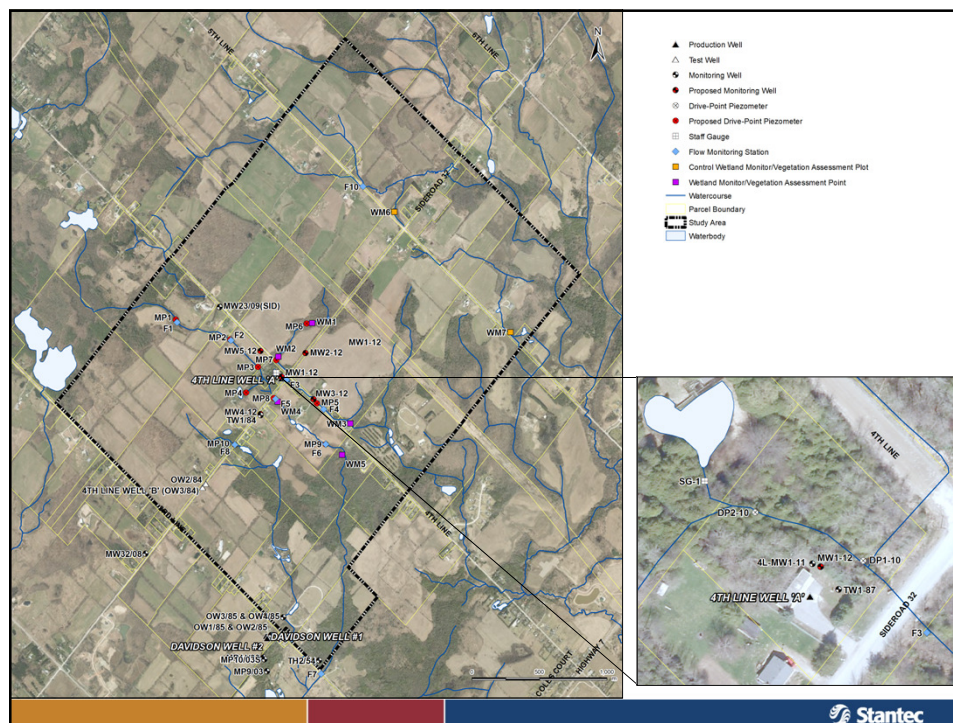 N
5TH LINE
6TH LINE
SIDEROAD 32
F10
WM6
WM7
MW23/09(SID)
MP1
F1
MP6
WM1
MP2
F2
MW5-12
WM2
MP7
MW2-12
MW1-12
MP3
4TH LINE WELL 'A'
MW1-12
F3
MP4
MP8
F5
MW3-12
MP5
F4
MW4-12
TW1/84
WM4
WM3
MP10
F8
MP9
F6
WM5
OW2/84
4TH LINE WELL 'B' (OW3/84)
4TH LINE
MW32/08
OW3/85 & OW4/85
OW1/85 & OW2/85
DAVIDSON WELL #1
DAVIDSON WELL #2
MP10/03S
MP9/03
TH2/54
F7
COLLS COURT
HIGHWAY 7
0 500 1,000
m
Production Well
Test Well
Monitoring Well
Proposed Monitoring Well
Drive-Point Piezometer
Proposed Drive-Point Piezometer
Staff Gauge
Flow Monitoring Station
Control Wetland Monitor/Vegetation Assessment Plot
Wetland Monitor/Vegetation Assessment Point
Watercourse
Parcel Boundary
Study Area
Waterbody
4TH LINE
SG-1
DP2-10
4L-MW1-11
MW1-12
DP1-10
TW1-87
4TH LINE WELL 'A'
SIDEROAD 32
F3
Stantec